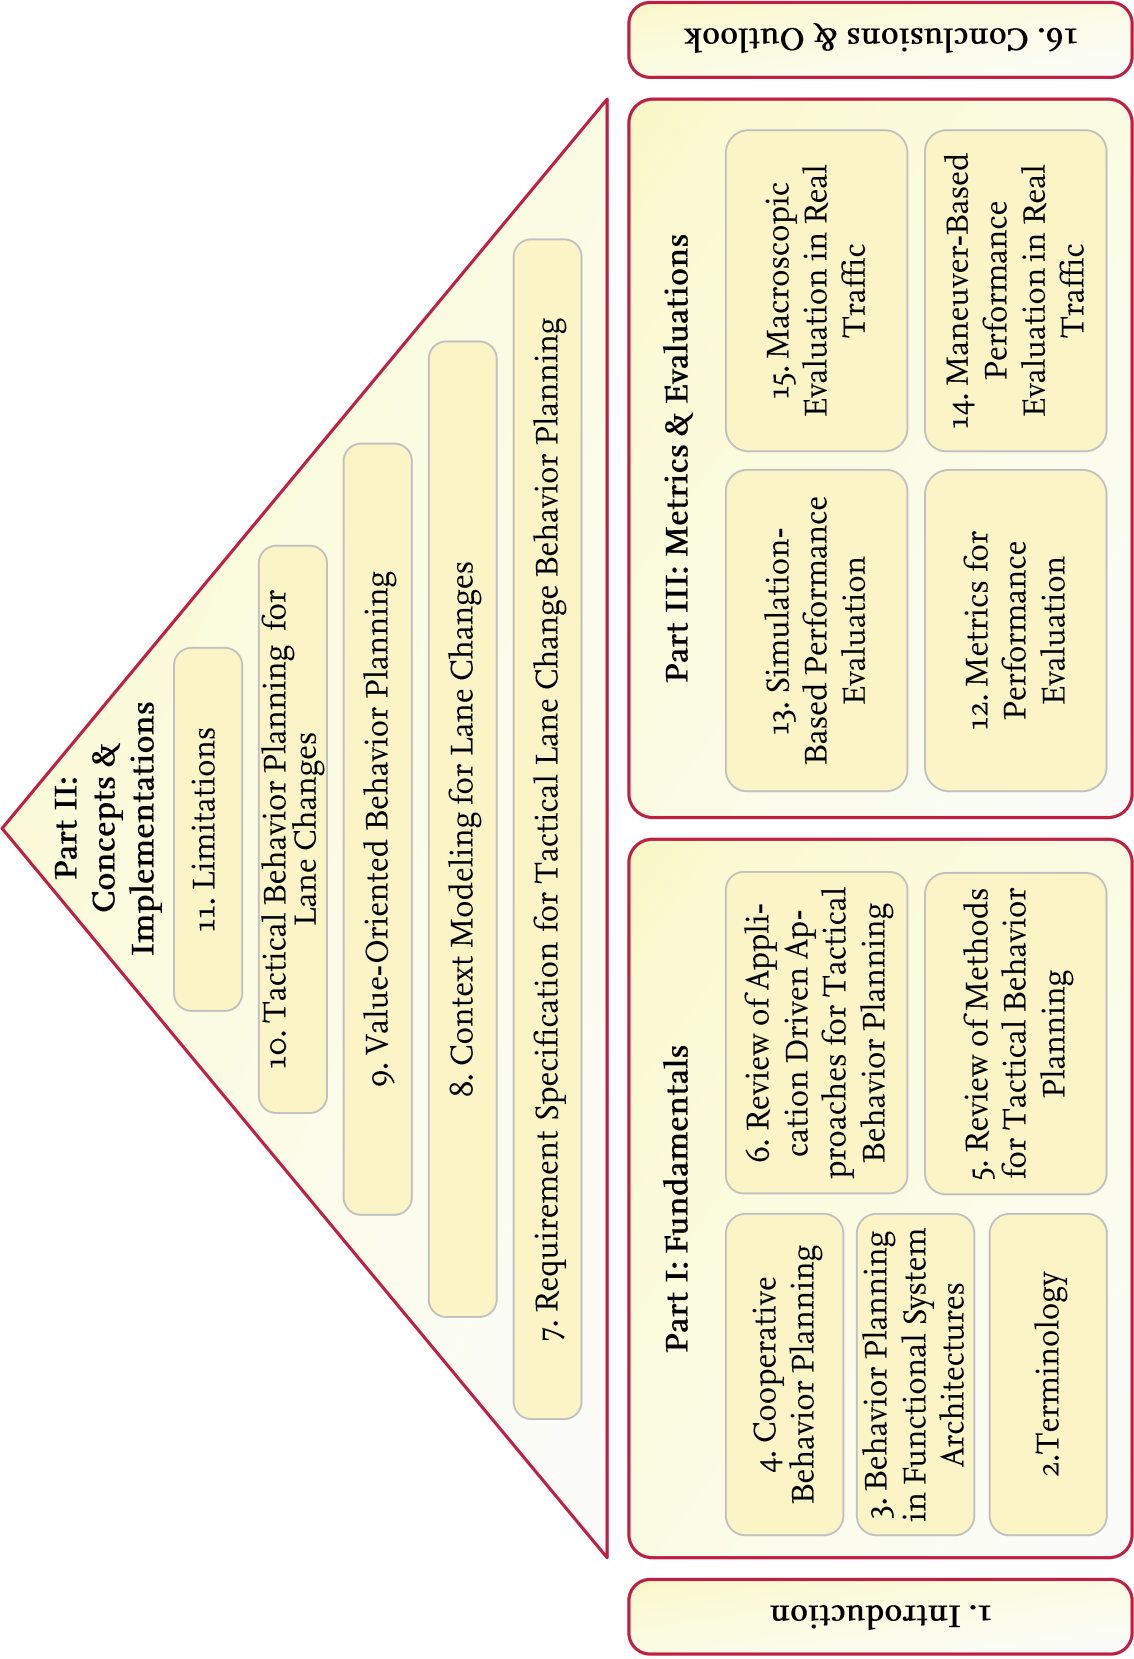 1. Introduction
Part II:
Concepts &
Implementations
11. Limitations
10. Tactical Behavior Planning for
Lane Changes
9. Value-Oriented Behavior Planning
8. Context Modeling for Lane Changes
7. Requirement Specification for Tactical Lane Change Behavior Planning
Part I: Fundamentals
4. Cooperative
Behavior Planning
3. Behavior Planning
in Functional System
Architectures
2.Terminology
6. Review of Appli-
cation Driven Ap-
proaches for Tactical
Behavior Planning
5. Review of Methods
for Tactical Behavior
Planning
Part III: Metrics & Evaluations
13. Simulation-
Based Performance
Evaluation
12. Metrics for
Performance
Evaluation
15. Macroscopic
Evaluation in Real
Traffic
14. Maneuver-Based
Performance
Evaluation in Real
Traffic
16. Conclusions & Outlook